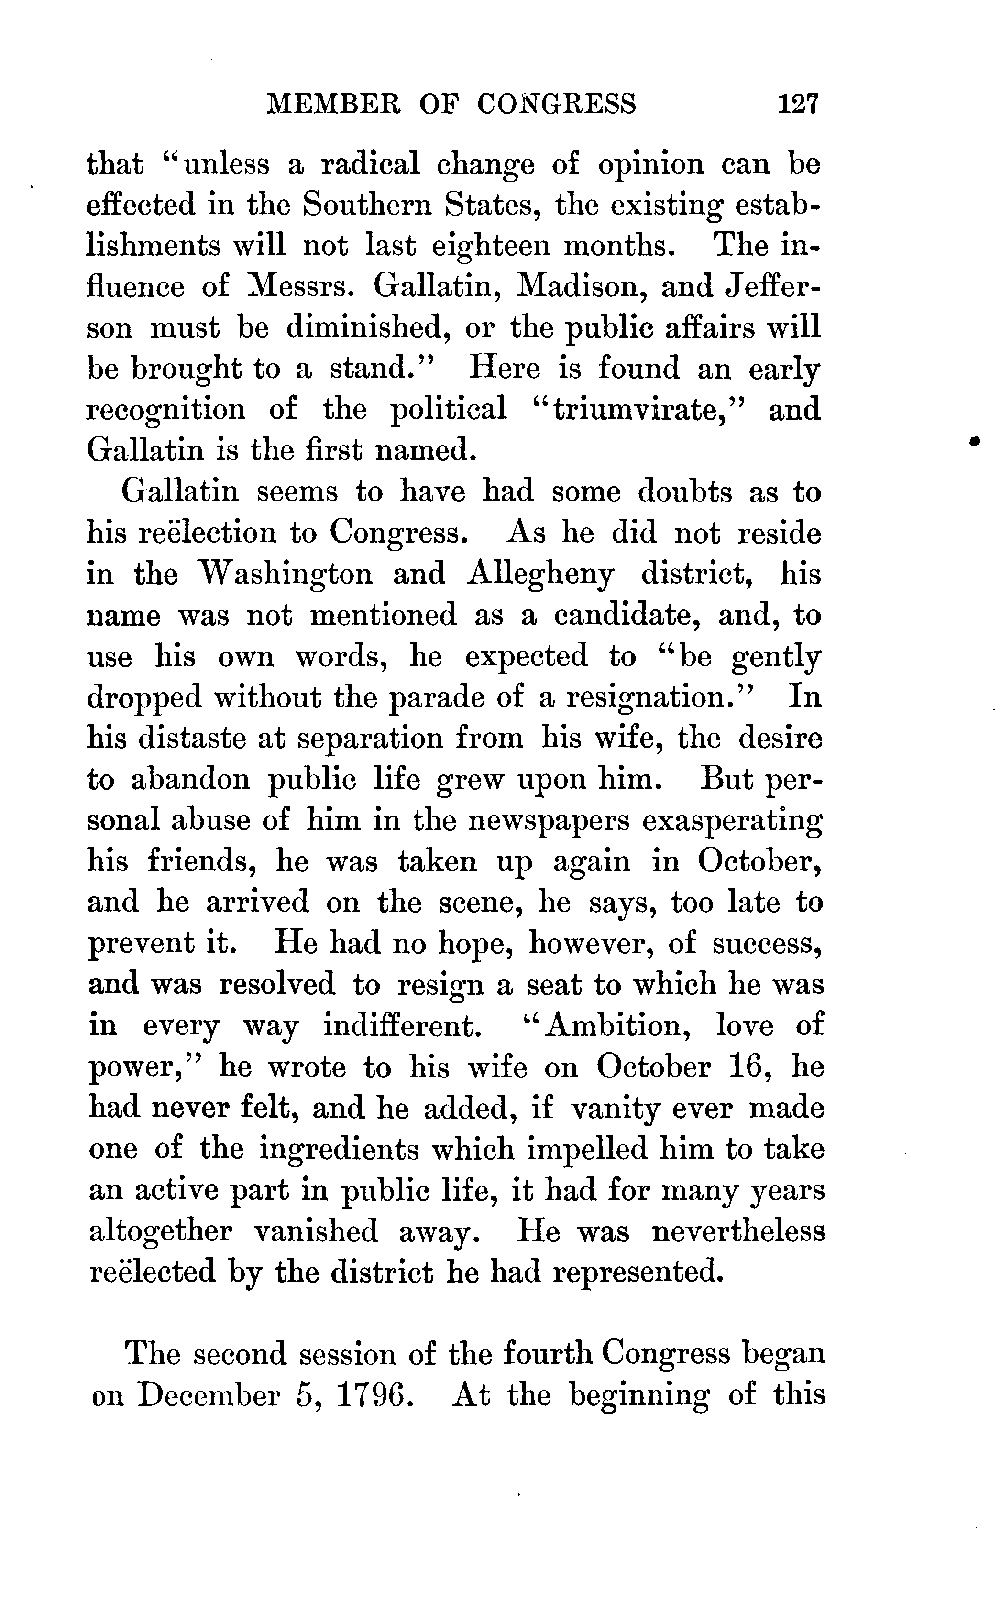 MEMBER OF CONGRESS 127
that "unless a radical change of opinion can be
effected in the Southern States, the existing estab-
lishments will not last eighteen months. The in-
fluence of Messrs. Gallatin, Madison, and Jeffer-
son must be diminished, or the public affairs will
be brought to a stand." Here is found an early
recognition of the political "triumvirate," and
Gallatin is the first named.
Gallatin seems to have had some doubts as to
his reëlection to Congress. As he did not reside
in the Washington and Allegheny district, his
name was not mentioned as a candidate, and, to
use his own words, he expected to "be gently
dropped without the parade of a resignation." In
his distaste at separation from his wife, the desire
to abandon public life grew upon him. But per-
sonal abuse of him in the newspapers exasperating
his friends, he was taken up again in October,
and he arrived on the scene, he says, too late to
prevent it. He had no hope, however, of success,
and was resolved to resign a seat to which he was
in every way indifferent. "Ambition, love of
power," he wrote to his wife on October 16, he
had never felt, and he added, if vanity ever made
one of the ingredients which impelled him to take
an active part in public life, it had for many years
altogether vanished away. He was nevertheless
reëlected by the district he had represented.
The second session of the fourth Congress began
on December 5, 1796. At the beginning of this